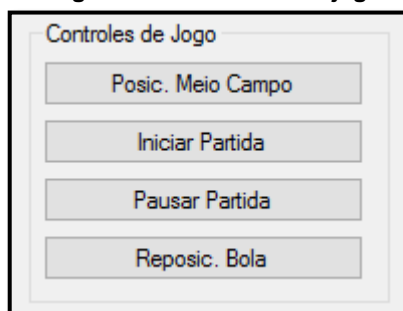 Controles de Jogo
Posic. Meio Campo
Iniciar Partida
Pausar Partida
Reposic. Bola